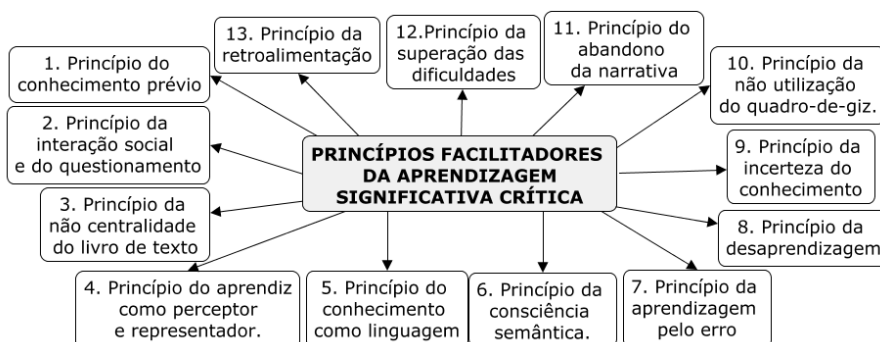 PRINCÍPIOS FACILITADORES
DA APRENDIZAGEM
SIGNIFICATIVA CRÍTICA
1. Princípio do
conhecimento prévio
2. Princípio da
interação social
e do questionamento
3. Princípio da
não centralidade
do livro de texto
4. Princípio do aprendiz
como perceptor
e representador.
5. Princípio do
conhecimento
como linguagem
6. Princípio da
consciência
semântica.
7. Princípio da
aprendizagem
pelo erro
8. Princípio da
desaprendizagem
9. Princípio da
incerteza do
conhecimento
10. Princípio da
não utilização
do quadro-de-giz.
11. Princípio do
abandono
da narrativa
12.Princípio da
superação das
dificuldades
13. Princípio da
retroalimentação